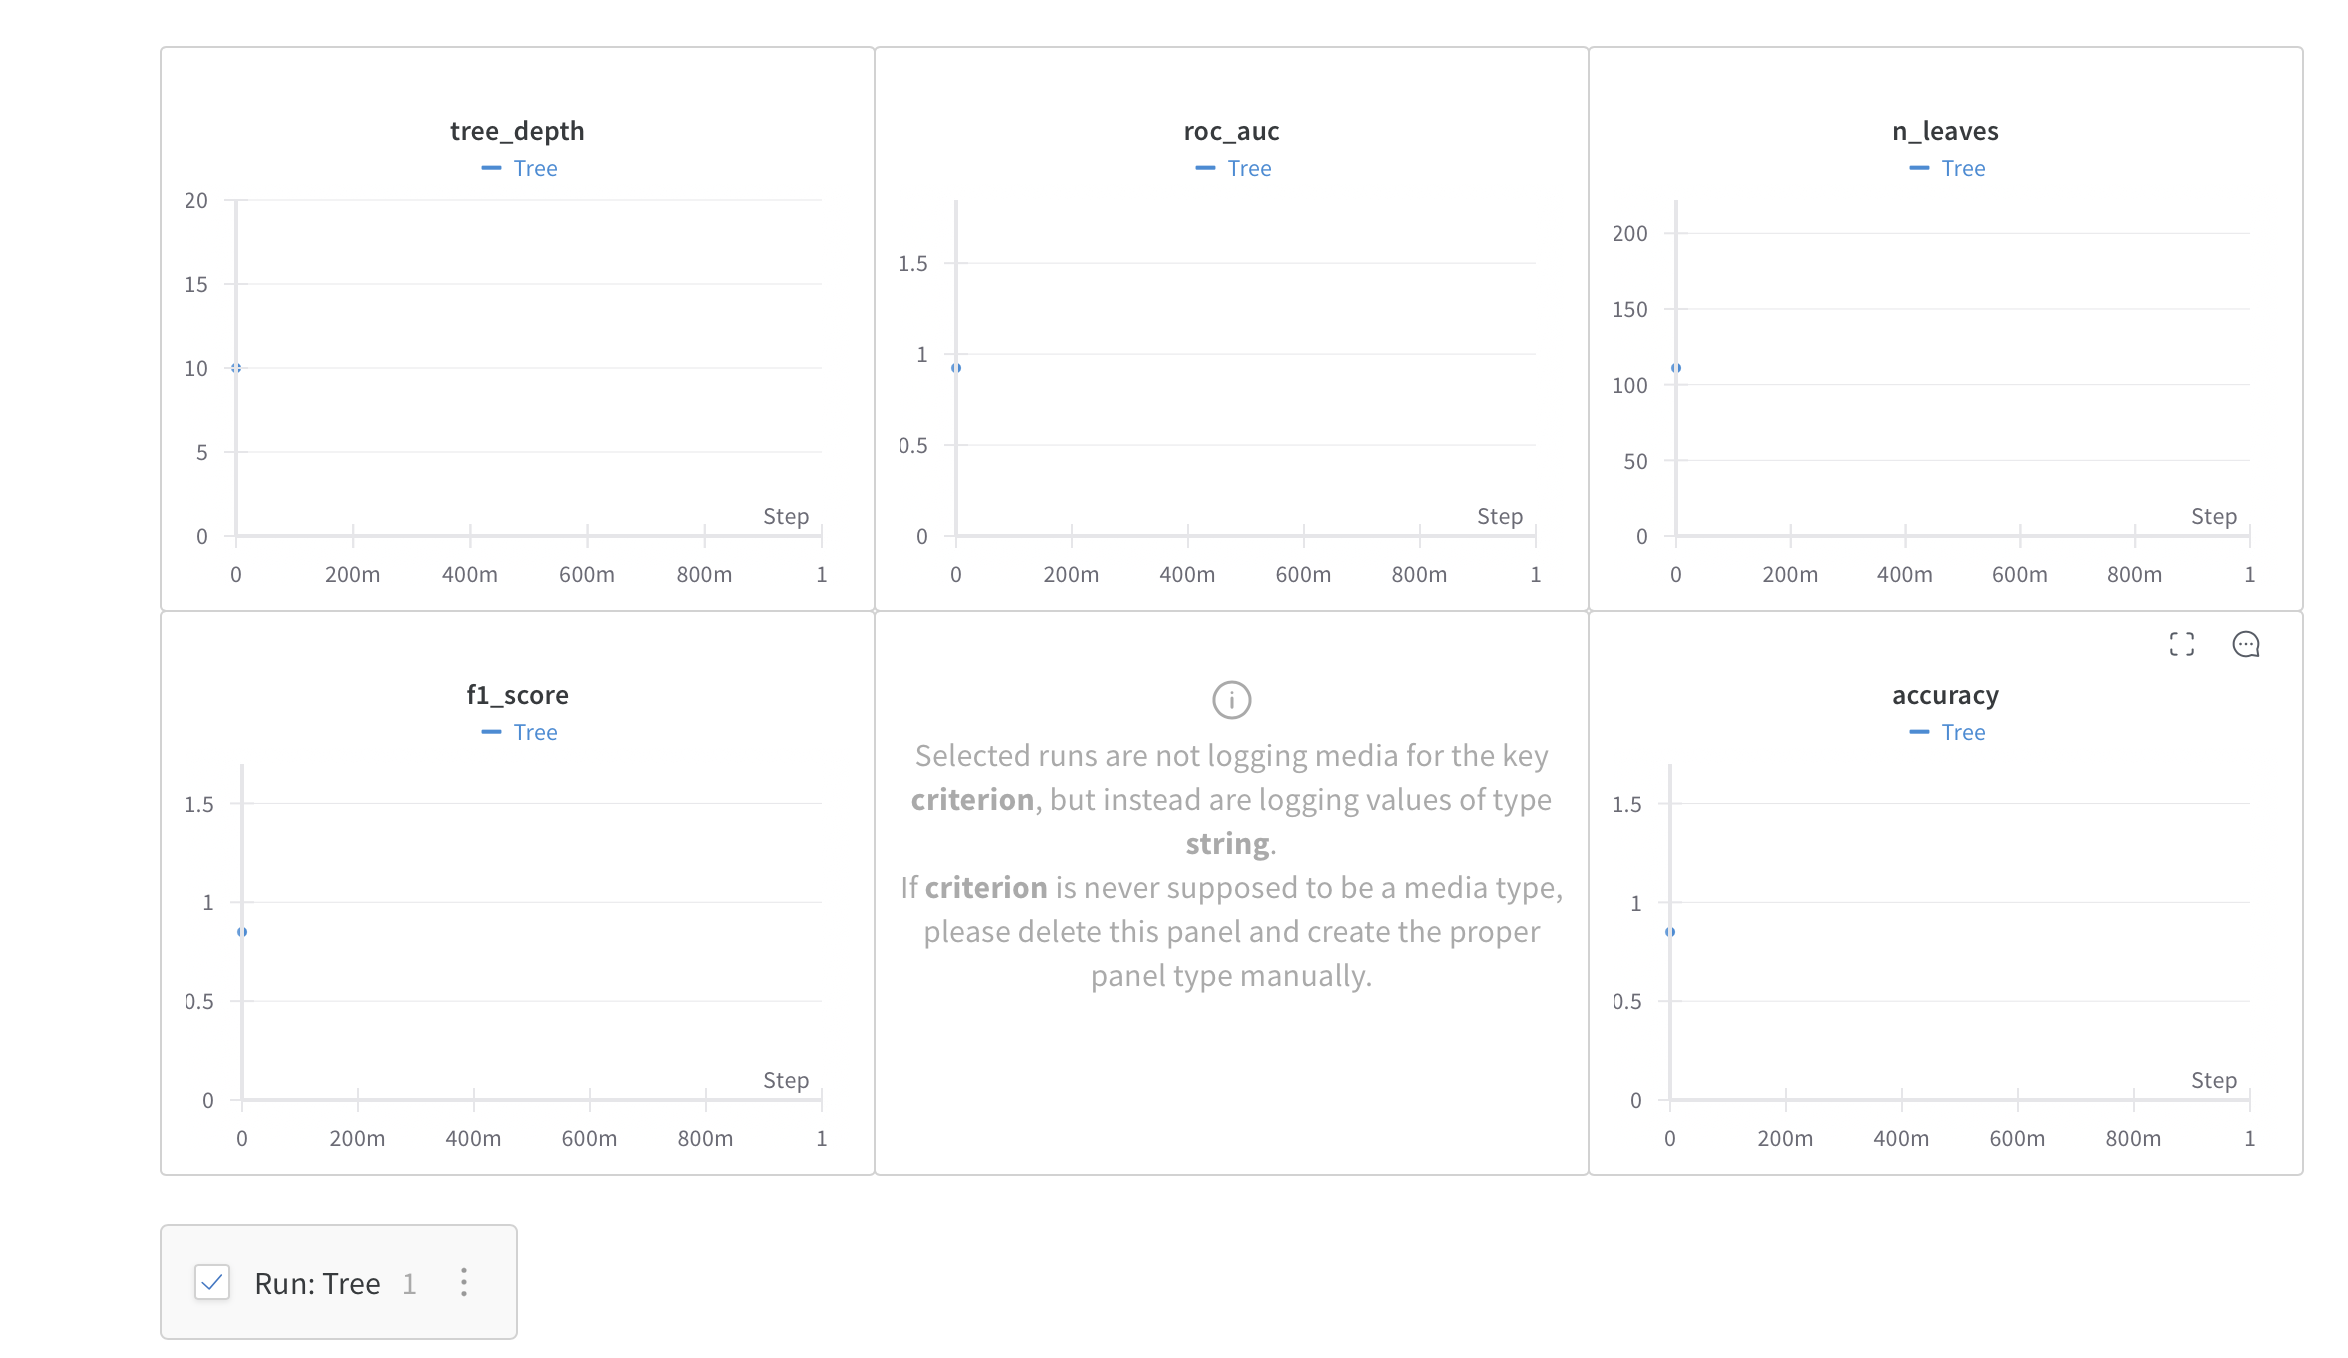 tree_depth
Tree
20
15
10
5
0
Step
0 200m 400m 600m 800m 1
roc_auc
Tree
1.5
1
0.5
0
Step
0 200m 400m 600m 800m 1
n_leaves
Tree
200
150
100
50
0
Step
0 200m 400m 600m 800m 1
f1_score
Tree
1.5
1
0.5
0
Step
0 200m 400m 600m 800m 1
Selected runs are not logging media for the key
criterion, but instead are logging values of type
string.
If criterion is never supposed to be a media type,
please delete this panel and create the proper
panel type manually.
accuracy
Tree
1.5
1
0.5
0
Step
0 200m 400m 600m 800m 1
Run: Tree 1